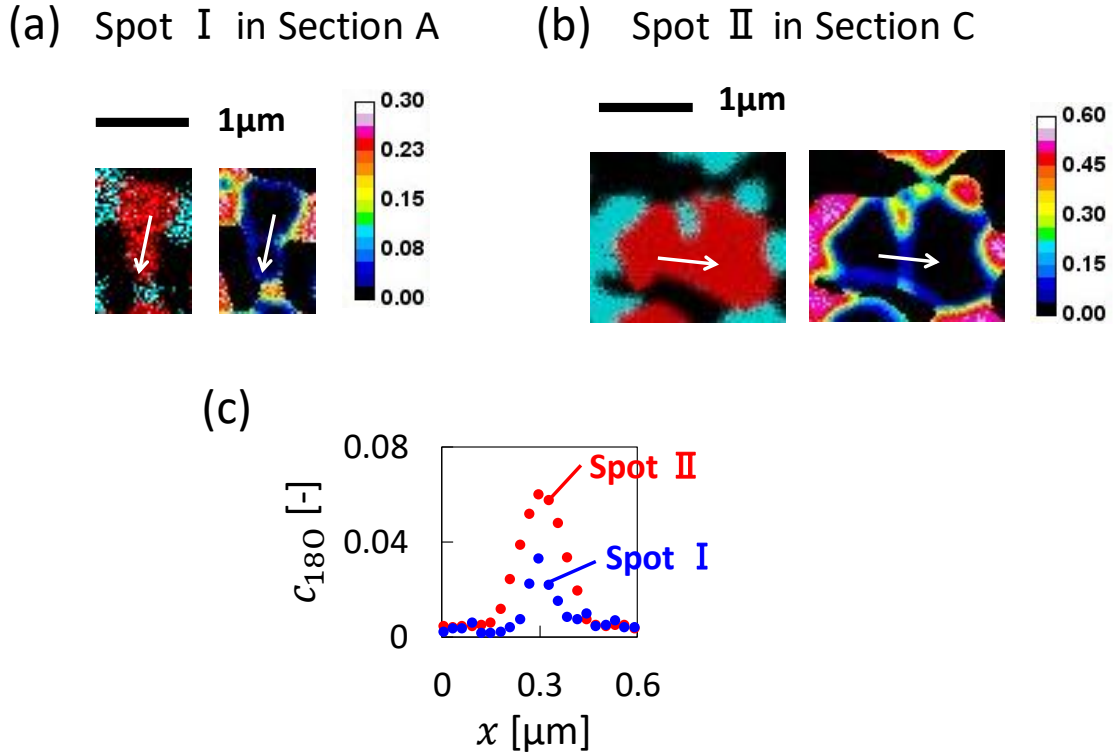 (a) Spot Ⅰ in Section A
(b) Spot Ⅱ in Section C
1μm
0.30
0.23
0.15
0.08
0.00
1μm
0.60
0.45
0.30
0.15
0.00
(c)
0.08
0.04
0
c₁₈₀ [-]
Spot Ⅱ
Spot Ⅰ
0 0.3 0.6
x [μm]